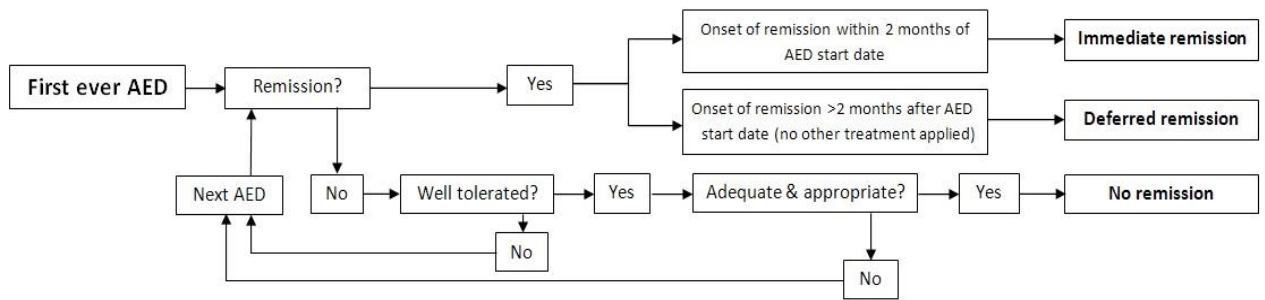 First ever AED
Remission?
Yes
Onset of remission within 2 months of
AED start date
Immediate remission
Onset of remission >2 months after AED
start date (no other treatment applied)
Deferred remission
Next AED
No
Well tolerated?
Yes
Adequate & appropriate?
Yes
No remission
No
No